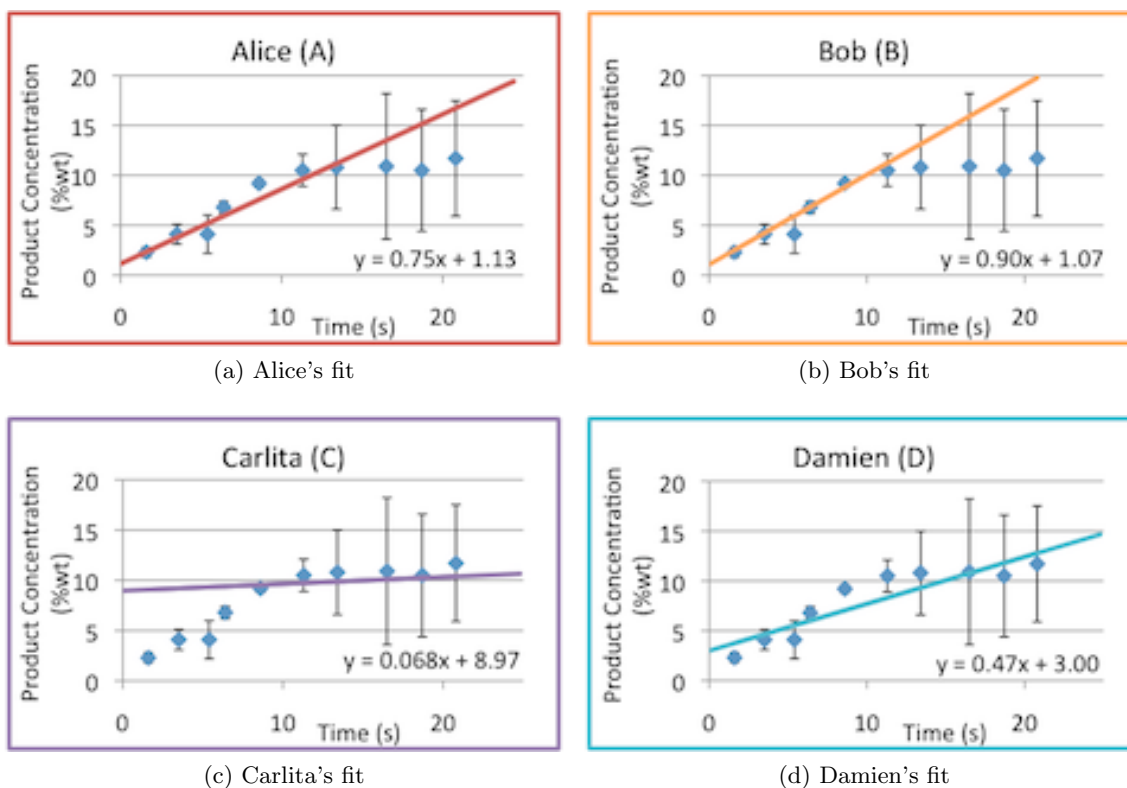 Alice (A)
Product Concentration
(%wt)
20
15
10
5
0
y = 0.75x + 1.13
0
10
20
Time (s)
(a) Alice's fit
Bob (B)
Product Concentration
(%wt)
20
15
10
5
0
y = 0.90x + 1.07
0
10
20
Time (s)
(b) Bob's fit
Carlita (C)
Product Concentration
(%wt)
20
15
10
5
0
y = 0.068x + 8.97
0
10
20
Time (s)
(c) Carlita's fit
Damien (D)
Product Concentration
(%wt)
20
15
10
5
0
y = 0.47x + 3.00
0
10
20
Time (s)
(d) Damien's fit